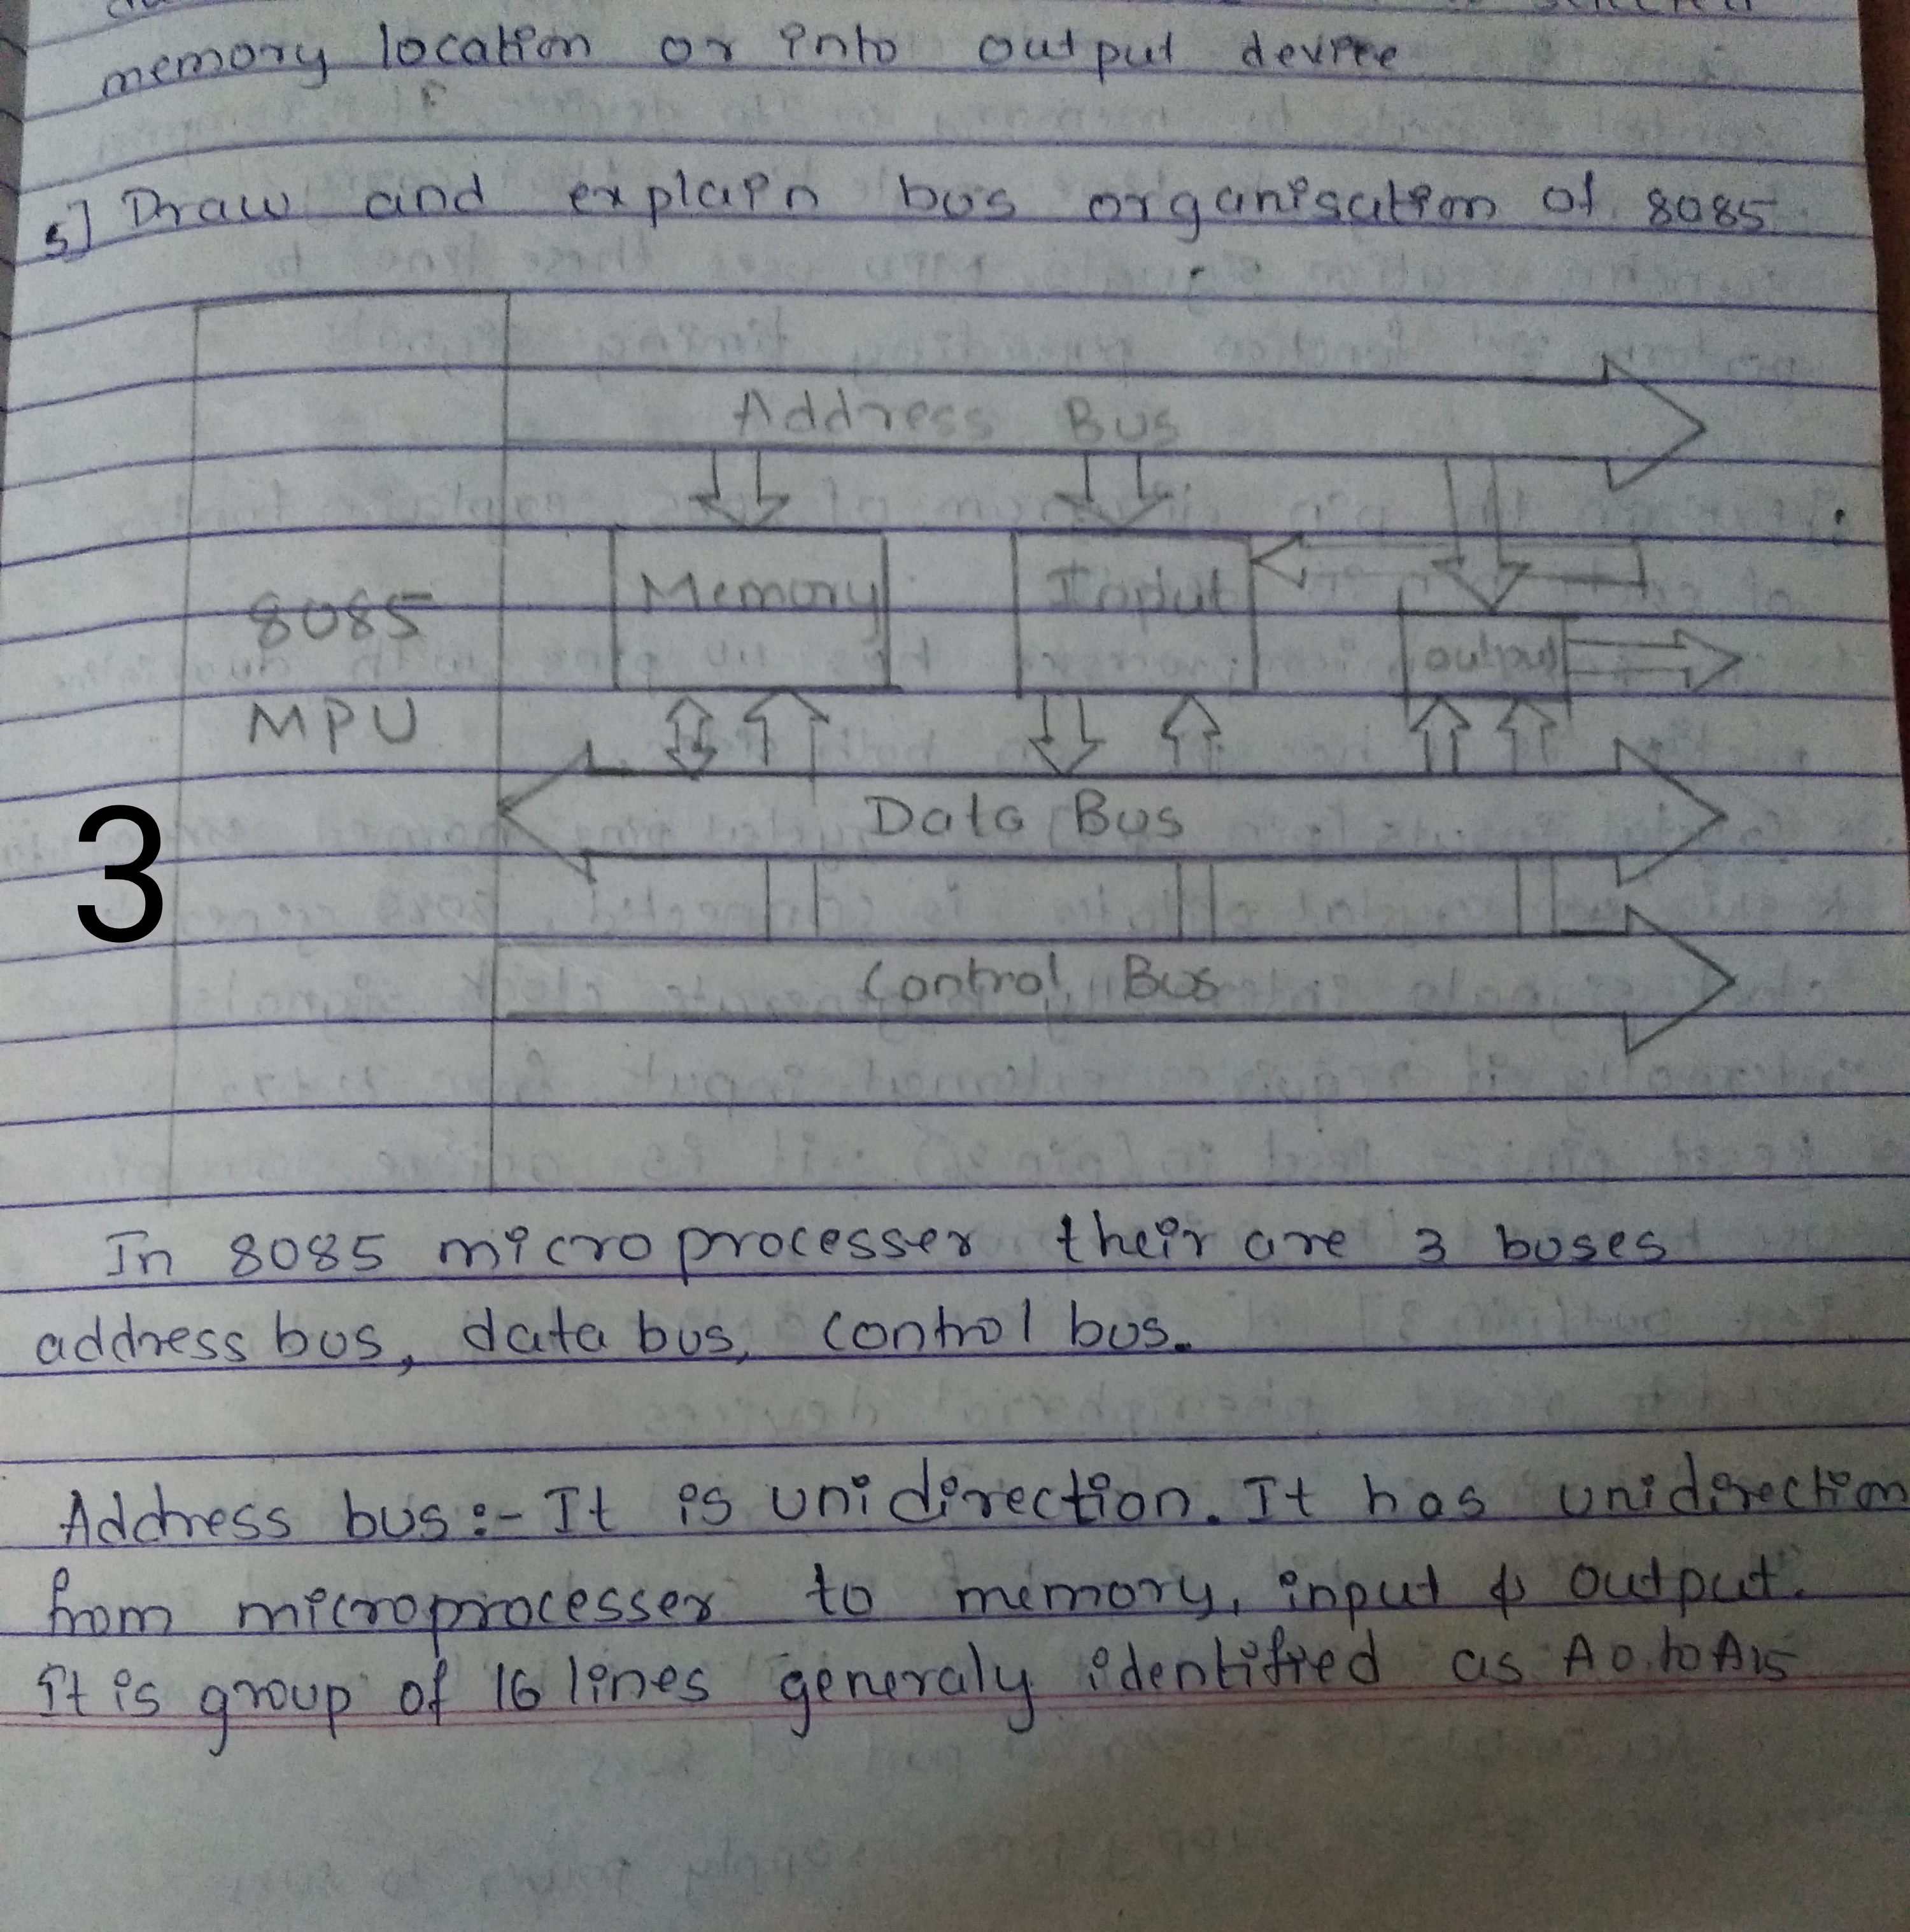 memory location or into output device
5] Draw and explain bus organisation of 8085
Address Bus
Memory
Input
8085
output
MPU
Data Bus
3
Control Bus
In 8085 microprocesser their are 3 buses
address bus, data bus, control bus.
Address bus:- It is unidirection. It has unidirection
from microprocesser to memory, input & output.
it is group of 16 lines generaly identified as A0 to A15